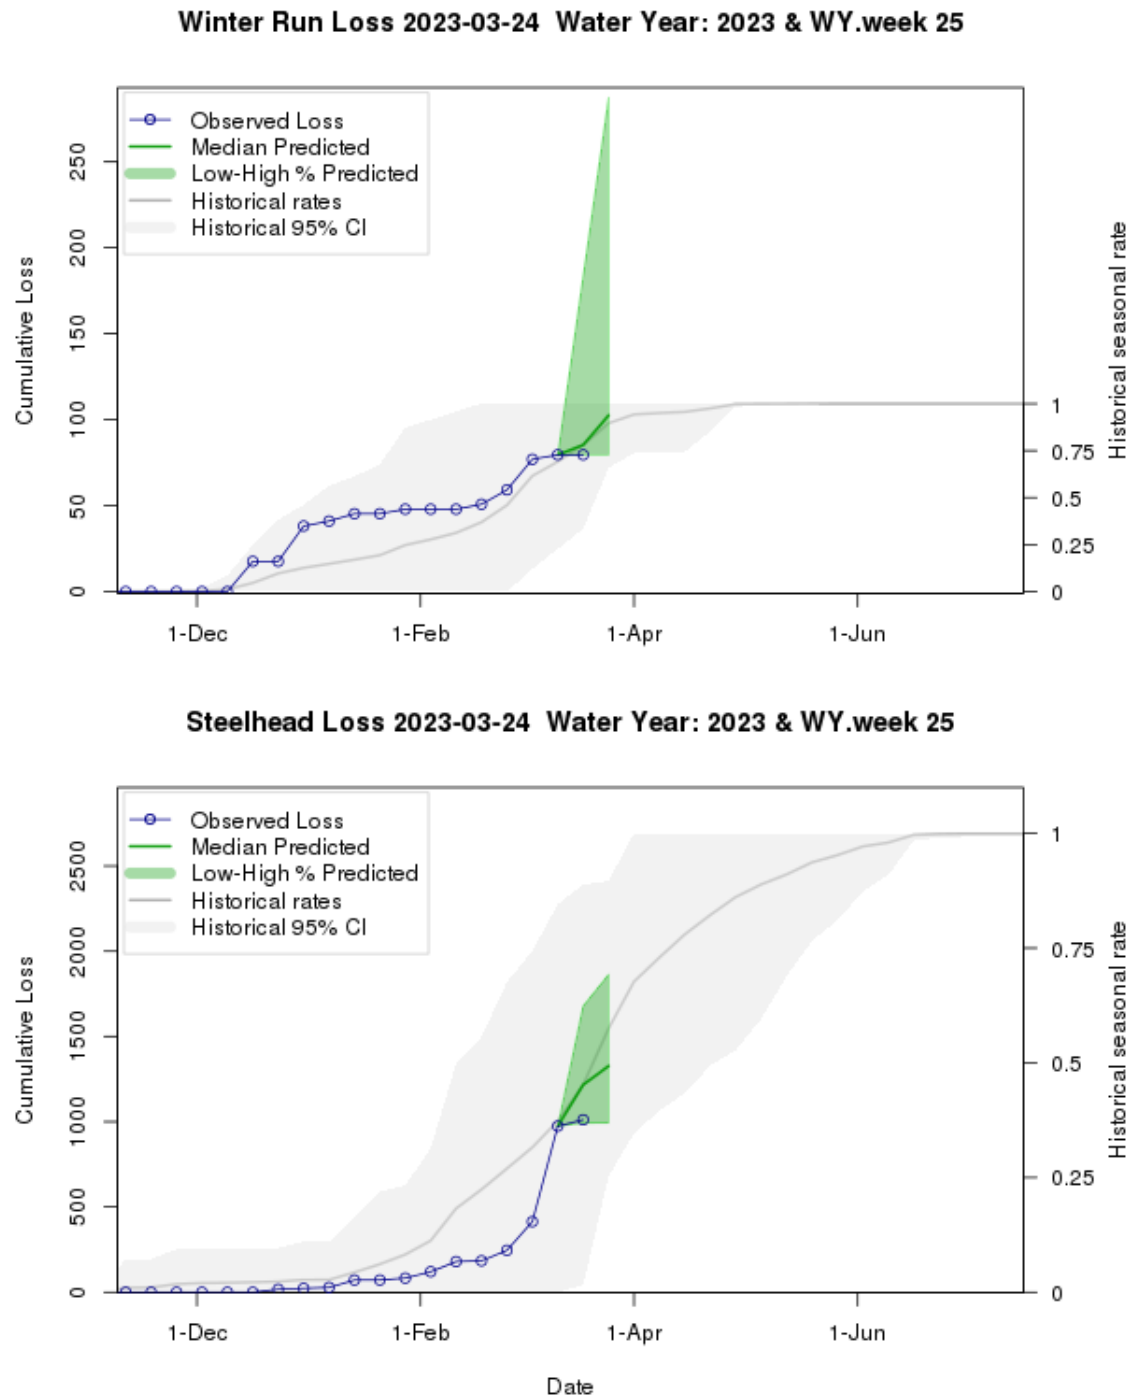 Winter Run Loss 2023-03-24 Water Year: 2023 & WY.week 25
Observed Loss
Median Predicted
Low-High % Predicted
Historical rates
Historical 95% CI
Cumulative Loss
0
50
100
150
200
250
Historical seasonal rate
1
0.75
0.5
0.25
0
1-Dec
1-Feb
1-Apr
1-Jun
Steelhead Loss 2023-03-24 Water Year: 2023 & WY.week 25
Observed Loss
Median Predicted
Low-High % Predicted
Historical rates
Historical 95% CI
Cumulative Loss
0
500
1000
1500
2000
2500
Historical seasonal rate
1
0.75
0.5
0.25
0
1-Dec
1-Feb
1-Apr
1-Jun
Date